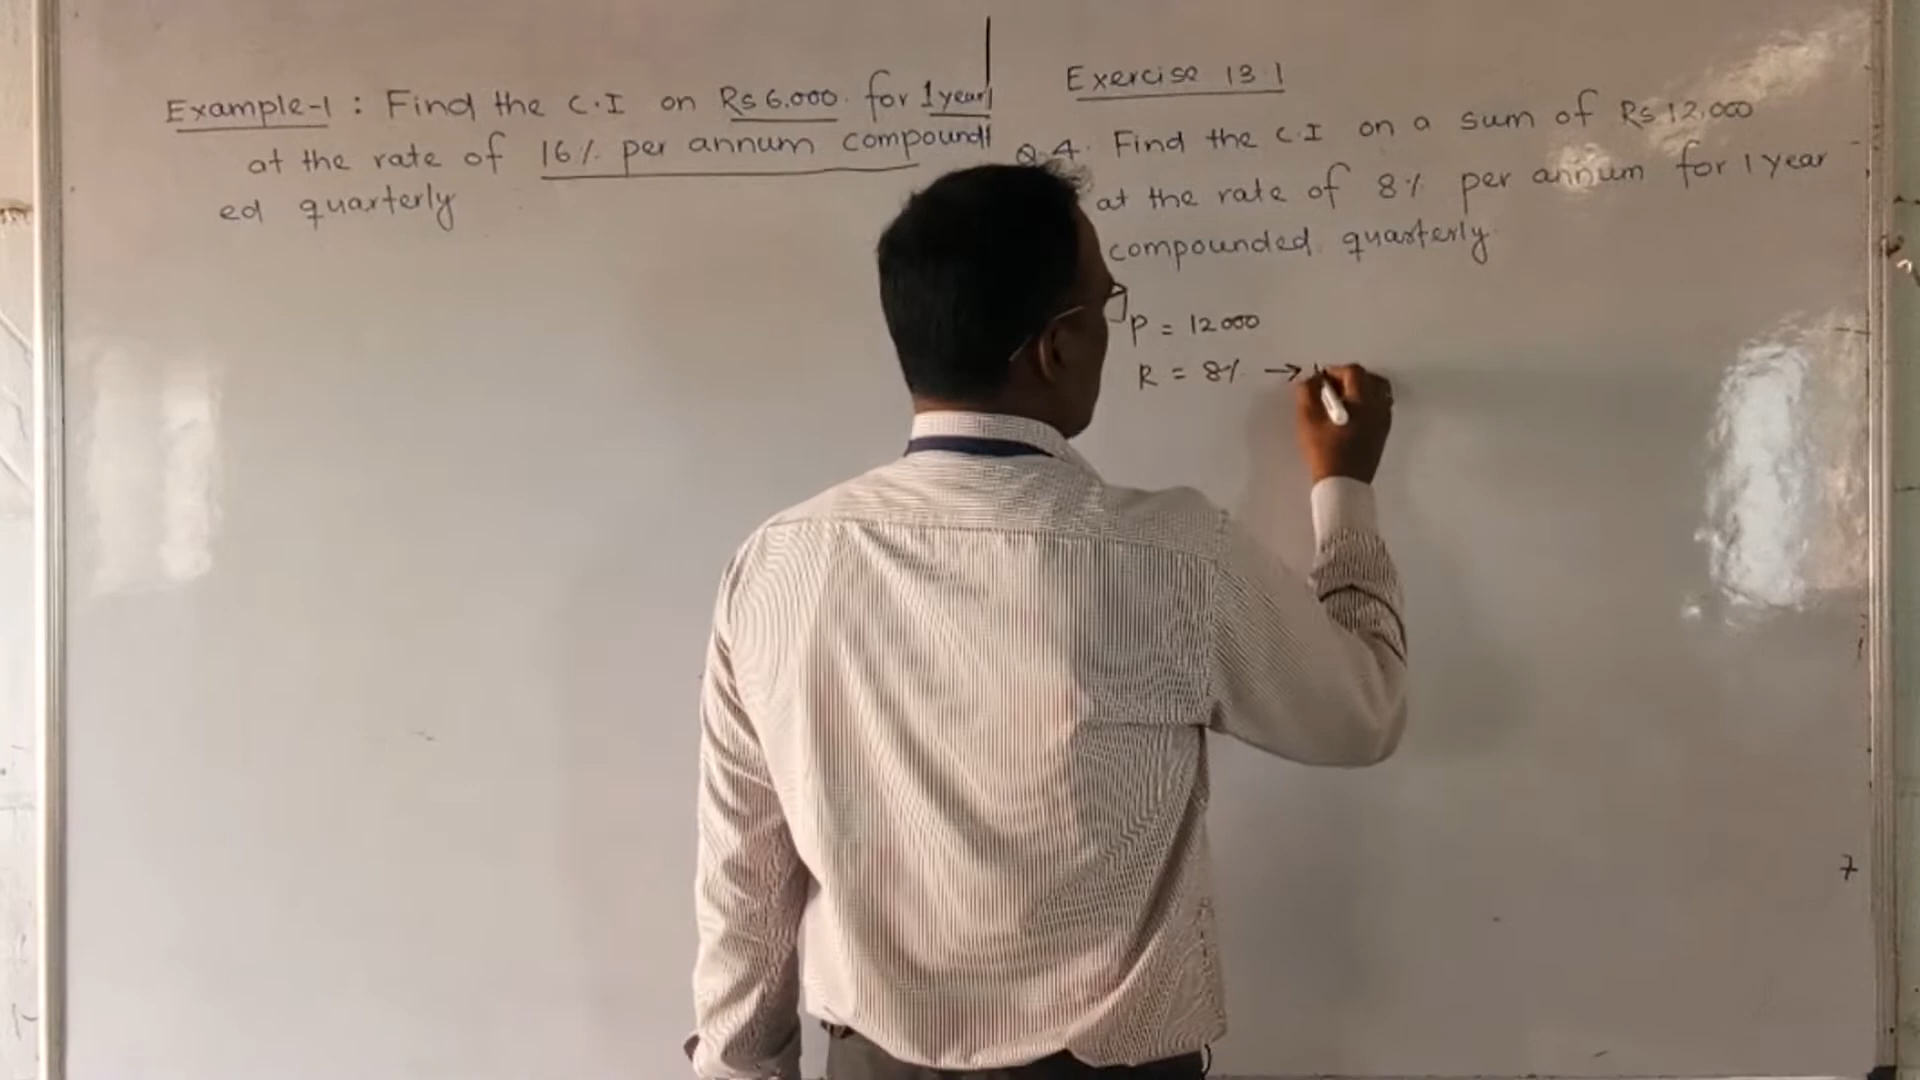 Example-1 : Find the C.I on Rs 6,000 for 1 year
at the rate of 16% per annum compound
ed quarterly
Exercise 13.1
Q.4. Find the C.I on a sum of Rs 12,000
at the rate of 8% per annum for 1 year
compounded quarterly
P = 12000
R = 8% →
7